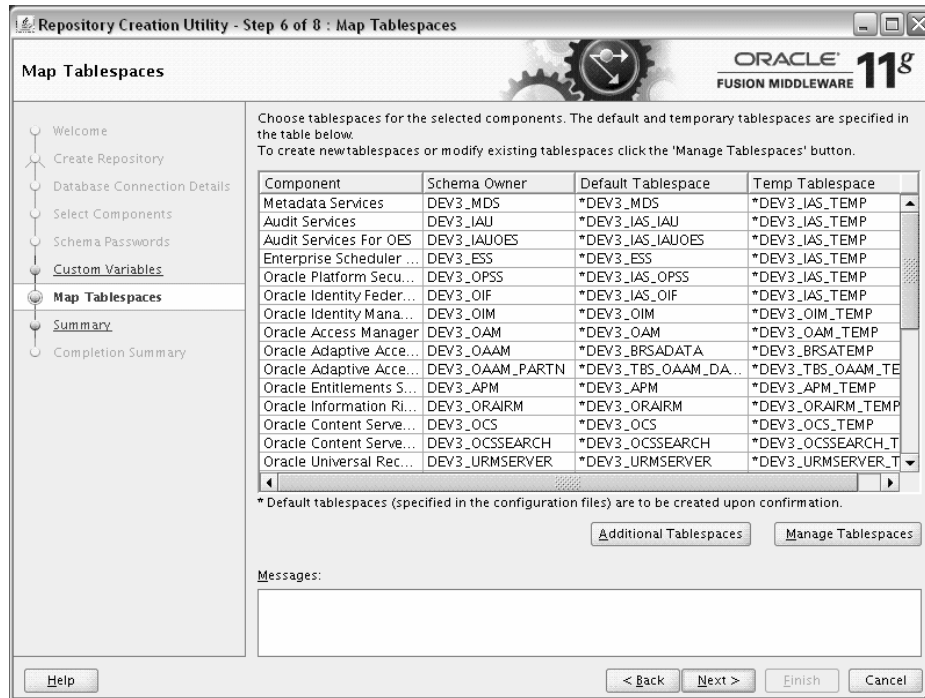 Repository Creation Utility - Step 6 of 8 : Map Tablespaces
Map Tablespaces
ORACLE
FUSION MIDDLEWARE 11g
Welcome
Create Repository
Database Connection Details
Select Components
Schema Passwords
Custom Variables
Map Tablespaces
Summary
Completion Summary
Choose tablespaces for the selected components. The default and temporary tablespaces are specified in
the table below.
To create new tablespaces or modify existing tablespaces click the 'Manage Tablespaces' button.
Component Schema Owner Default Tablespace Temp Tablespace
Metadata Services DEV3_MDS *DEV3_MDS *DEV3_IAS_TEMP
Audit Services DEV3_IAU *DEV3_IAS_IAU *DEV3_IAS_TEMP
Audit Services For OES DEV3_IAUOES *DEV3_IAS_IAUOES *DEV3_IAS_TEMP
Enterprise Scheduler ... DEV3_ESS *DEV3_ESS *DEV3_IAS_TEMP
Oracle Platform Secu... DEV3_OPSS *DEV3_IAS_OPSS *DEV3_IAS_TEMP
Oracle Identity Feder... DEV3_OIF *DEV3_IAS_OIF *DEV3_IAS_TEMP
Oracle Identity Mana... DEV3_OIM *DEV3_OIM *DEV3_OIM_TEMP
Oracle Access Manager DEV3_OAM *DEV3_OAM *DEV3_OAM_TEMP
Oracle Adaptive Acce... DEV3_OAAM *DEV3_BRSADATA *DEV3_BRSATEMP
Oracle Adaptive Acce... DEV3_OAAM_PARTN *DEV3_TBS_OAAM_DA... *DEV3_TBS_OAAM_TE
Oracle Entitlements S... DEV3_APM *DEV3_APM *DEV3_APM_TEMP
Oracle Information Ri... DEV3_ORAIRM *DEV3_ORAIRM *DEV3_ORAIRM_TEMP
Oracle Content Serve... DEV3_OCS *DEV3_OCS *DEV3_OCS_TEMP
Oracle Content Serve... DEV3_OCSSEARCH *DEV3_OCSSEARCH *DEV3_OCSSEARCH_T
Oracle Universal Rec... DEV3_URMSERVER *DEV3_URMSERVER *DEV3_URMSERVER_T
* Default tablespaces (specified in the configuration files) are to be created upon confirmation.
Additional Tablespaces Manage Tablespaces
Messages:
Help < Back Next > Finish Cancel